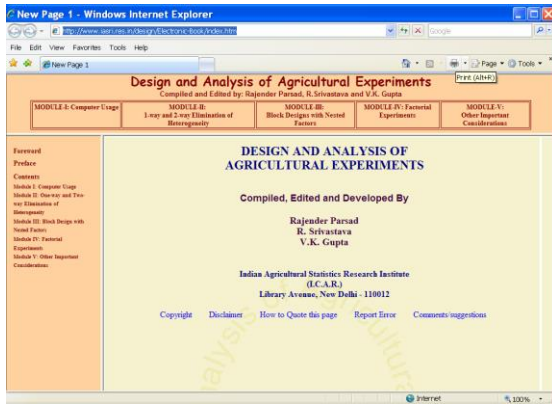 New Page 1 - Windows Internet Explorer
http://www.iasri.res.in/design/Electronic-Book/index.htm
Google
File Edit View Favorites Tools Help
New Page 1
Page Tools
Print (Alt+R)
Design and Analysis of Agricultural Experiments
Compiled and Edited by: Rajender Parsad, R.Srivastava and V.K. Gupta
MODULE-I: Computer Usage
MODULE-II:
1-way and 2-way Elimination of
Heterogeneity
MODULE-III:
Block Designs with Nested
Factors
MODULE-IV: Factorial
Experiments
MODULE-V:
Other Important
Considerations
Foreword
Preface
Contents
Module I: Computer Usage
Module II: One-way and Two-
way Elimination of
Heterogeneity
Module III: Block Design with
Nested Factors
Module IV: Factorial
Experiments
Module V: Other Important
Considerations
DESIGN AND ANALYSIS OF
AGRICULTURAL EXPERIMENTS
Compiled, Edited and Developed By
Rajender Parsad
R. Srivastava
V.K. Gupta
Indian Agricultural Statistics Research Institute
(I.C.A.R.)
Library Avenue, New Delhi - 110012
Copyright Disclaimer How to Quote this page Report Error Comments/suggestions
Internet
100%